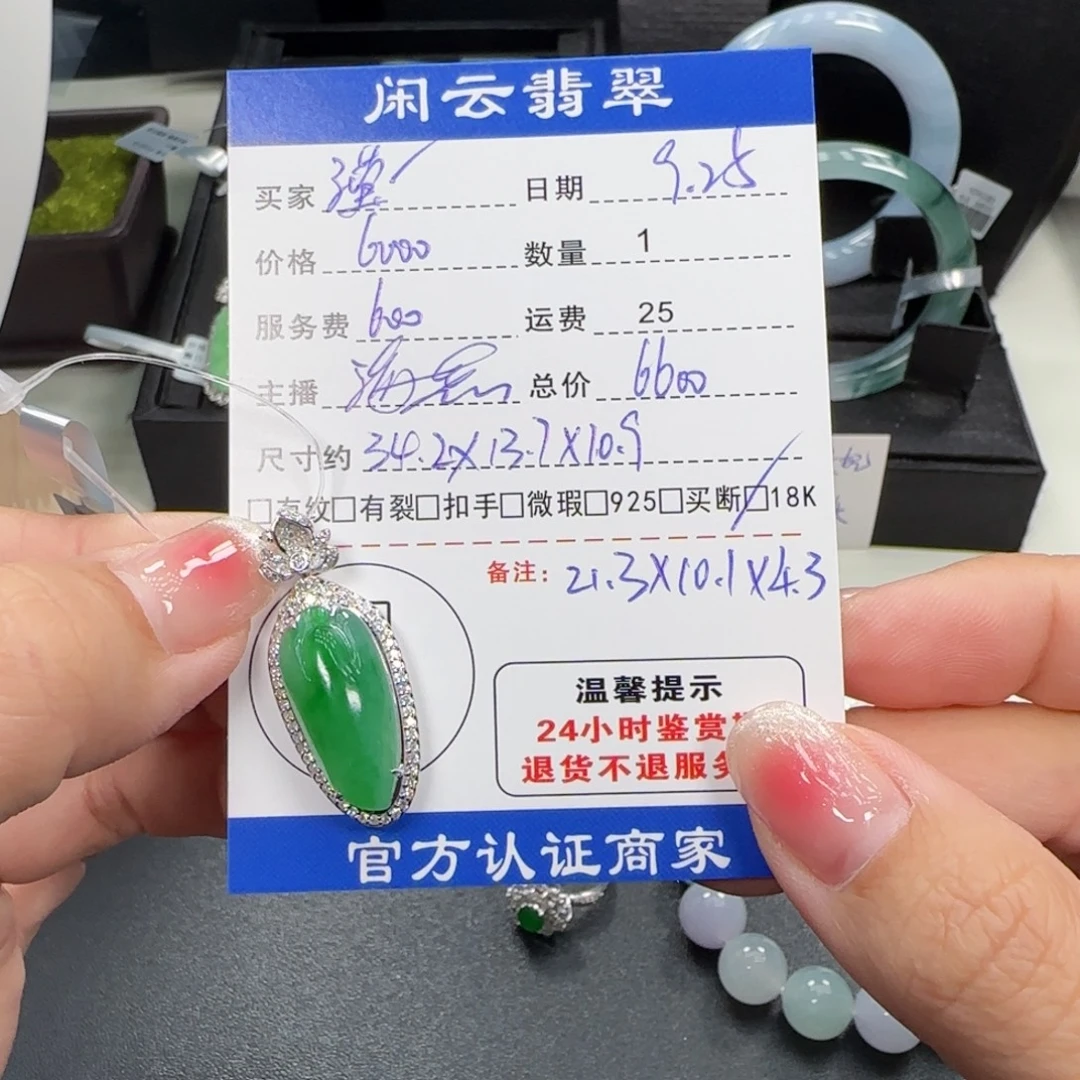 闲云翡翠
买家 日期 9.25
价格 6000 数量 1
服务费 600 运费 25
主播 总价 6600
尺寸约 34.2X13.7X10.9
□有纹□有裂□扣手□微瑕□925□买断□18K
备注: 21.3X10.1X4.3
温馨提示
24小时鉴赏
退货不退服务
官方认证商家